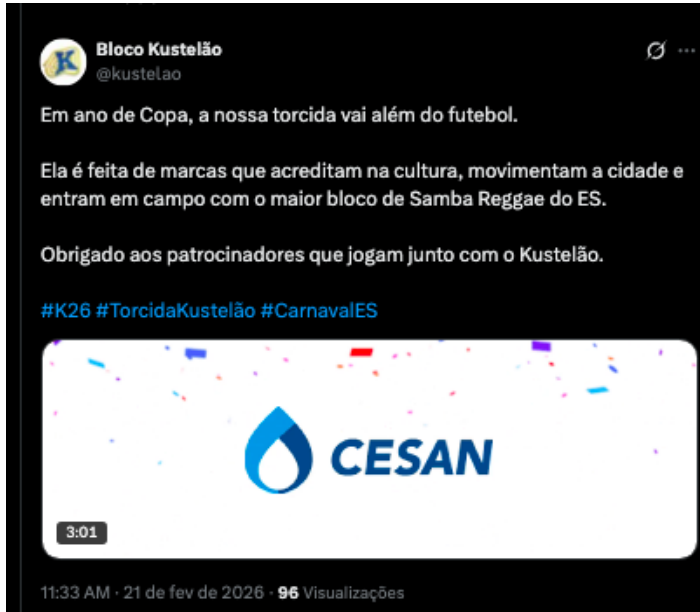 Bloco Kustelão
@kustelao
Em ano de Copa, a nossa torcida vai além do futebol.
Ela é feita de marcas que acreditam na cultura, movimentam a cidade e
entram em campo com o maior bloco de Samba Reggae do ES.
Obrigado aos patrocinadores que jogam junto com o Kustelão.
#K26 #TorcidaKustelão #CarnavalES
CESAN
3:01
11:33 AM · 21 de fev de 2026 · 96 Visualizações